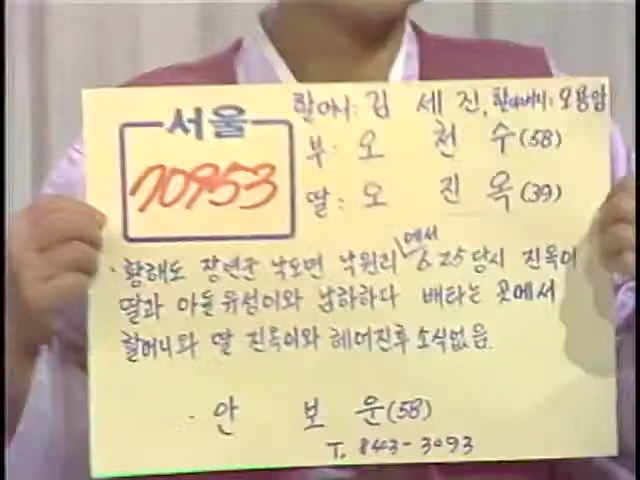 서울
70953
할머니: 김 세 진, 할아버지: 오용암
부: 오 천 수 (58)
딸: 오 진 옥 (39)
· 황해도 장연군 낙도면 낙원리에서 6.25 당시 진옥이
딸과 아들 유성이와 남하하다 배타는 곳에서
할머니와 딸 진옥이와 헤어진후 소식없음.
· 안 보 운 (58)
T. 843-3093